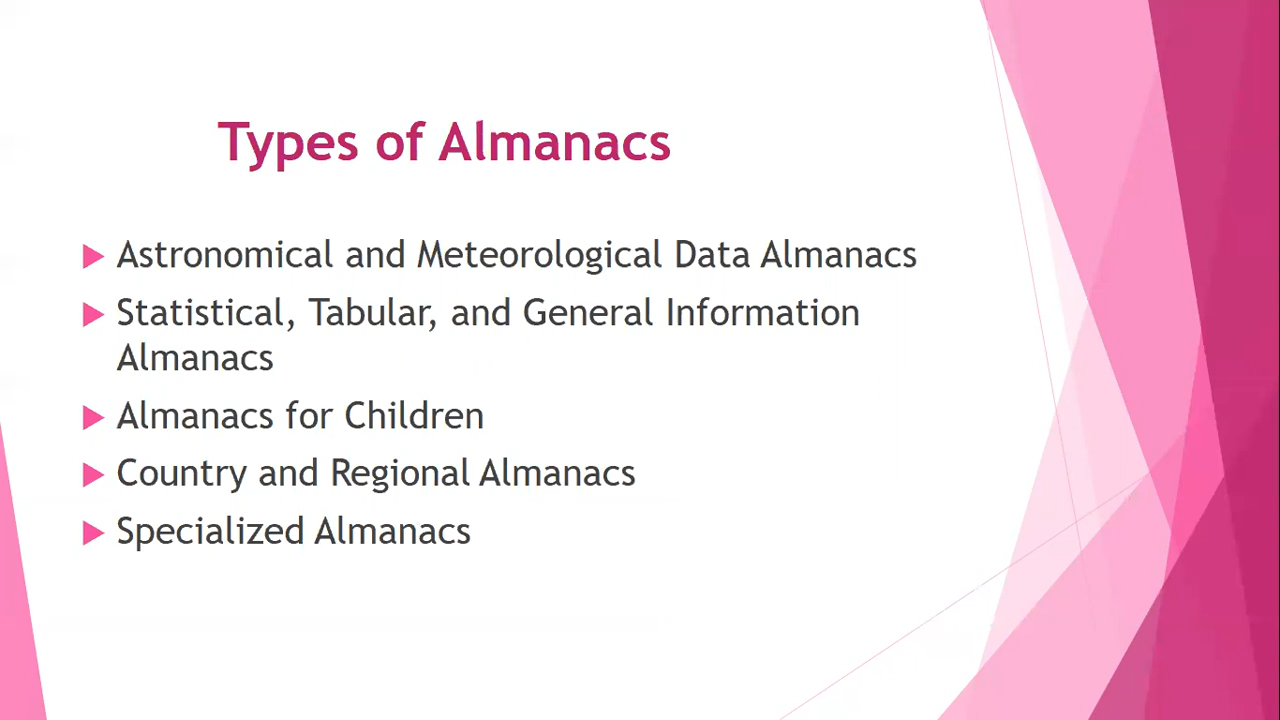 Types of Almanacs
Astronomical and Meteorological Data Almanacs
Statistical, Tabular, and General Information
Almanacs
Almanacs for Children
Country and Regional Almanacs
Specialized Almanacs